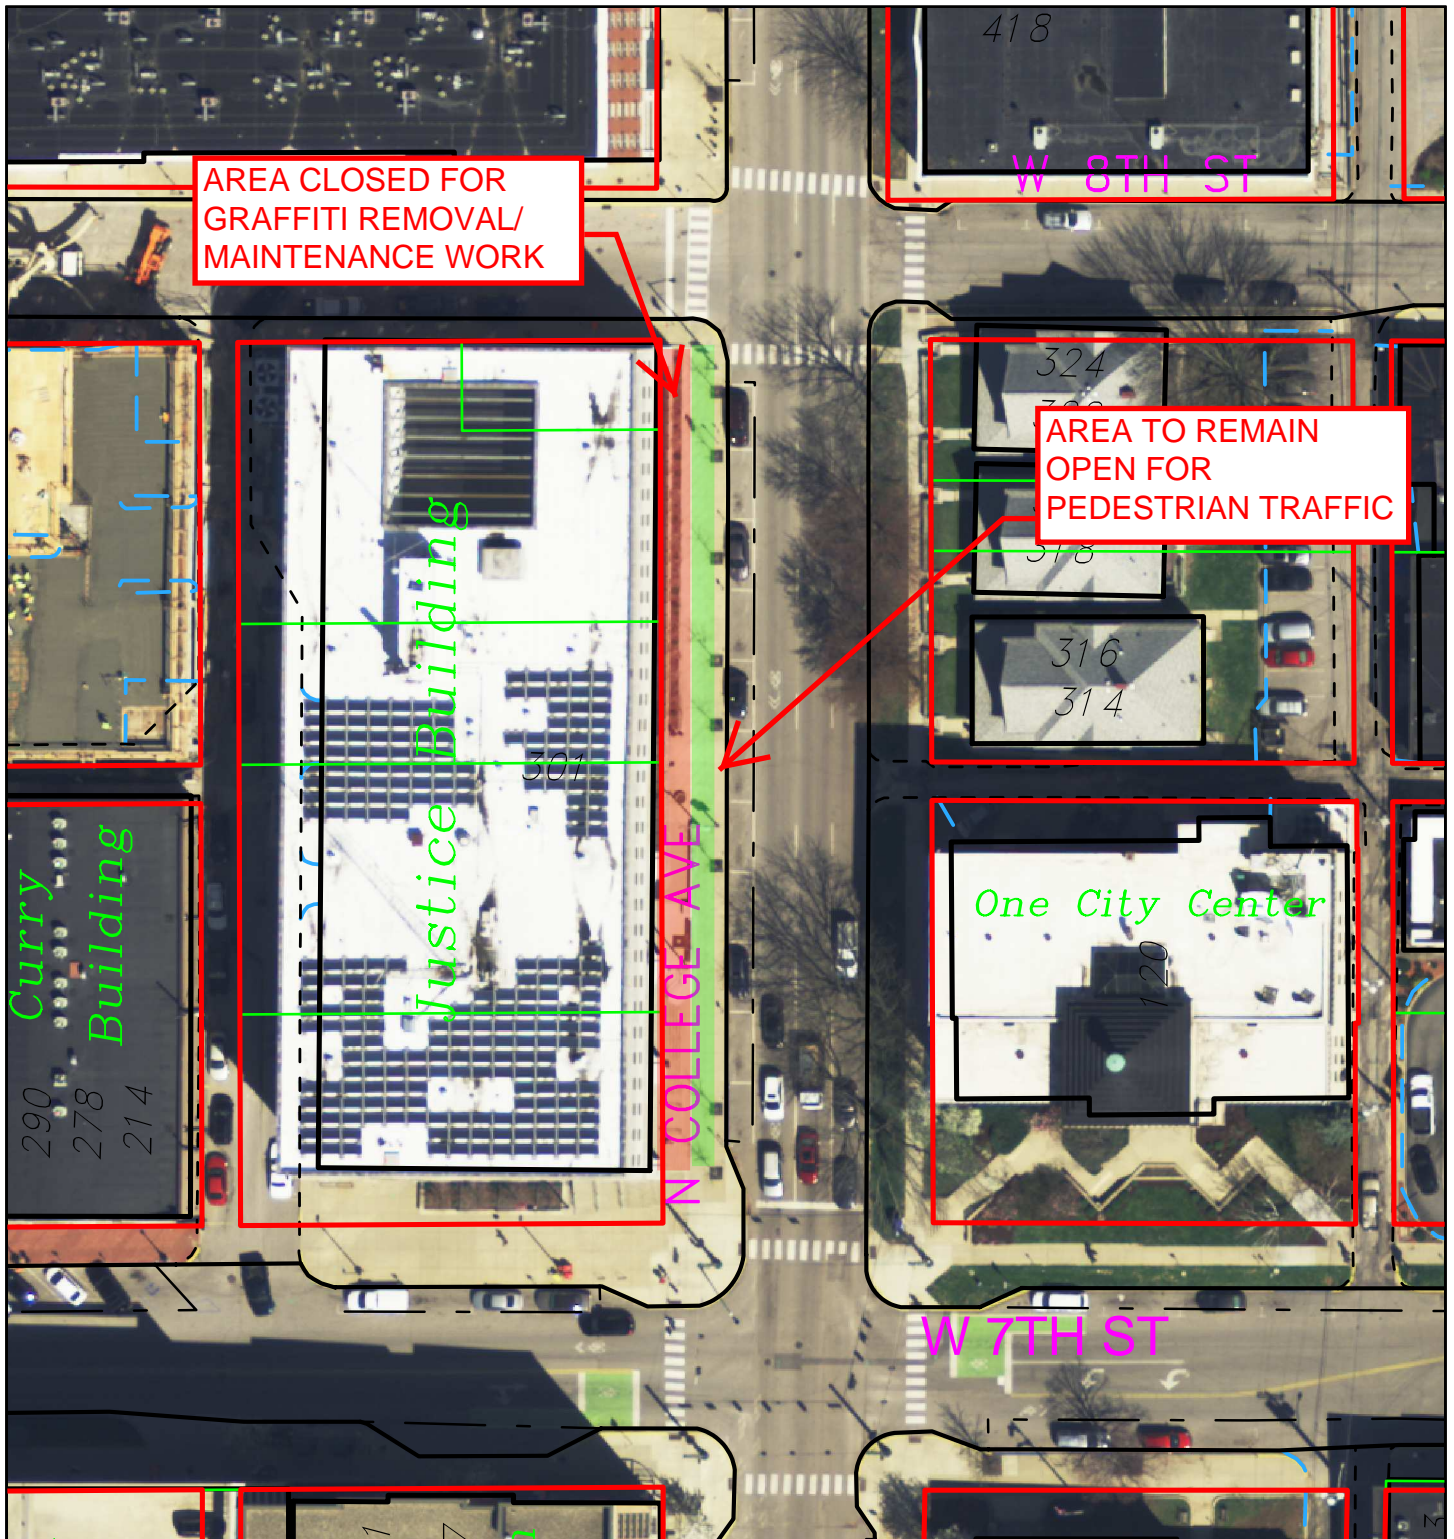 418
W 8TH ST
AREA CLOSED FOR
GRAFFITI REMOVAL/
MAINTENANCE WORK
324
AREA TO REMAIN
OPEN FOR
PEDESTRIAN TRAFFIC
318
316
314
Justice Building
301
N COLLEGE AVE
Curry
Building
290
278
214
One City Center
120
W 7TH ST